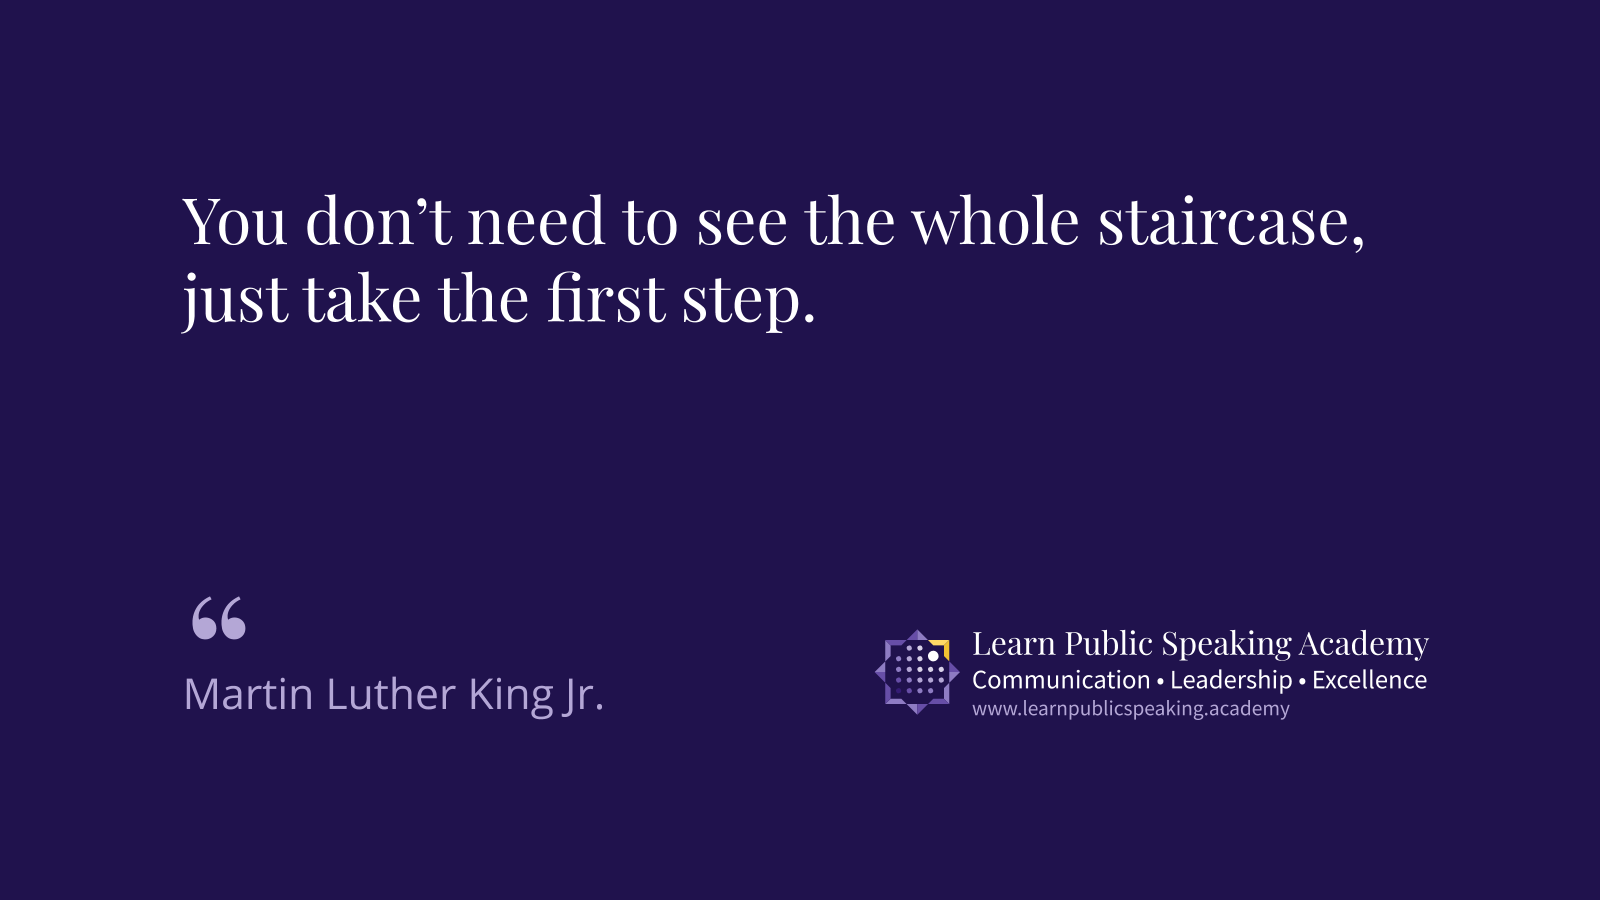 You don’t need to see the whole staircase,
just take the first step.
“
Martin Luther King Jr.
Learn Public Speaking Academy
Communication • Leadership • Excellence
www.learnpublicspeaking.academy